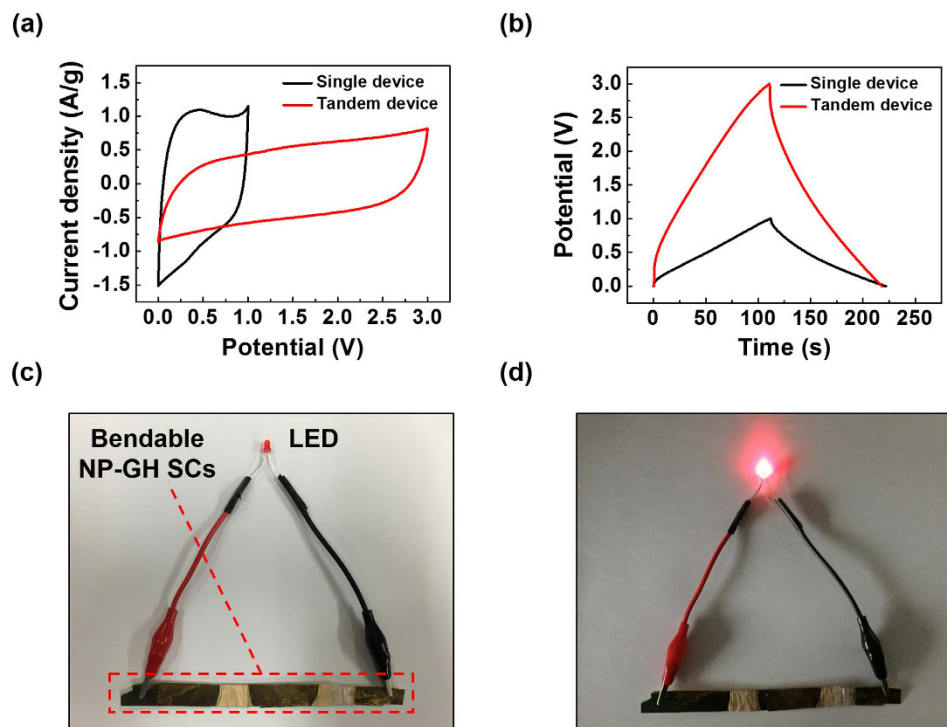 (a)
Current density (A/g)
1.5
1.0
0.5
0.0
-0.5
-1.0
-1.5
0.0 0.5 1.0 1.5 2.0 2.5 3.0
Potential (V)
Single device
Tandem device
(b)
Potential (V)
3.0
2.5
2.0
1.5
1.0
0.5
0.0
0 50 100 150 200 250
Time (s)
Single device
Tandem device
(c)
Bendable
NP-GH SCs
LED
(d)